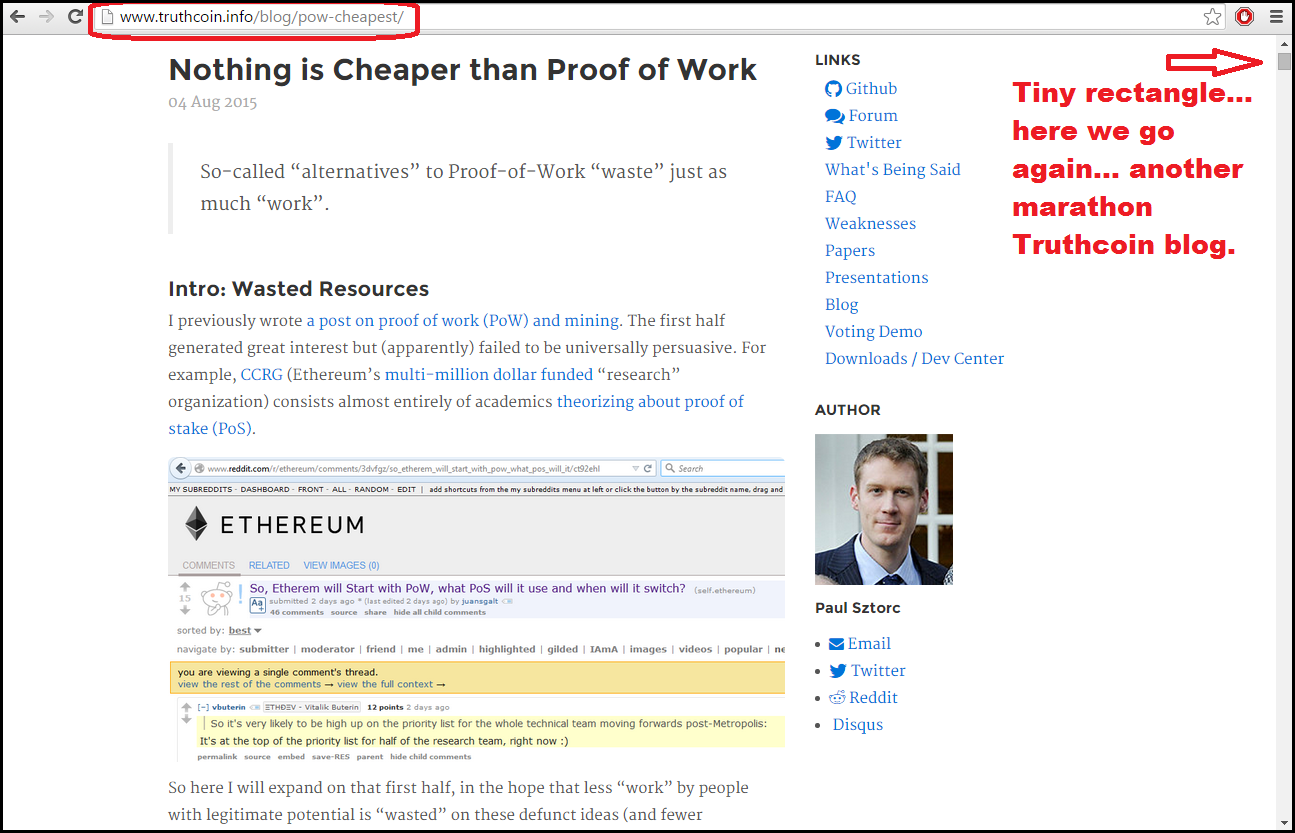 www.truthcoin.info/blog/pow-cheapest/
Nothing is Cheaper than Proof of Work
04 Aug 2015
So-called “alternatives” to Proof-of-Work “waste” just as
much “work”.
Intro: Wasted Resources
I previously wrote a post on proof of work (PoW) and mining. The first half
generated great interest but (apparently) failed to be universally persuasive. For
example, CCRG (Ethereum’s multi-million dollar funded “research”
organization) consists almost entirely of academics theorizing about proof of
stake (PoS).
www.reddit.com/r/ethereum/comments/3dvfgz/so_etherem_will_start_with_pow_what_pos_will_it/ct92ehl
Search
MY SUBREDDITS - DASHBOARD - FRONT - ALL - RANDOM - EDIT | add shortcuts from the my subreddits menu at left or click the button by the subreddit name, drag and
ETHEREUM
COMMENTS RELATED VIEW IMAGES (0)
15
So, Etherem will Start with PoW, what PoS will it use and when will it switch? (self.ethereum)
Aa
submitted 2 days ago * (last edited 2 days ago) by juansgalt
46 comments source share hide all child comments
sorted by: best
navigate by: submitter | moderator | friend | me | admin | highlighted | gilded | IAmA | images | videos | popular | ne
you are viewing a single comment's thread.
view the rest of the comments → view the full context →
[–] vbuterin ΞTHÐΞV - Vitalik Buterin 12 points 2 days ago
So it's very likely to be high up on the priority list for the whole technical team moving forwards post-Metropolis:
It's at the top of the priority list for half of the research team, right now :)
permalink source embed save-RES parent hide child comments
So here I will expand on that first half, in the hope that less “work” by people
with legitimate potential is “wasted” on these defunct ideas (and fewer
LINKS
Github
Forum
Twitter
What's Being Said
FAQ
Weaknesses
Papers
Presentations
Blog
Voting Demo
Downloads / Dev Center
AUTHOR
Paul Sztorc
Email
Twitter
Reddit
Disqus
Tiny rectangle...
here we go
again... another
marathon
Truthcoin blog.